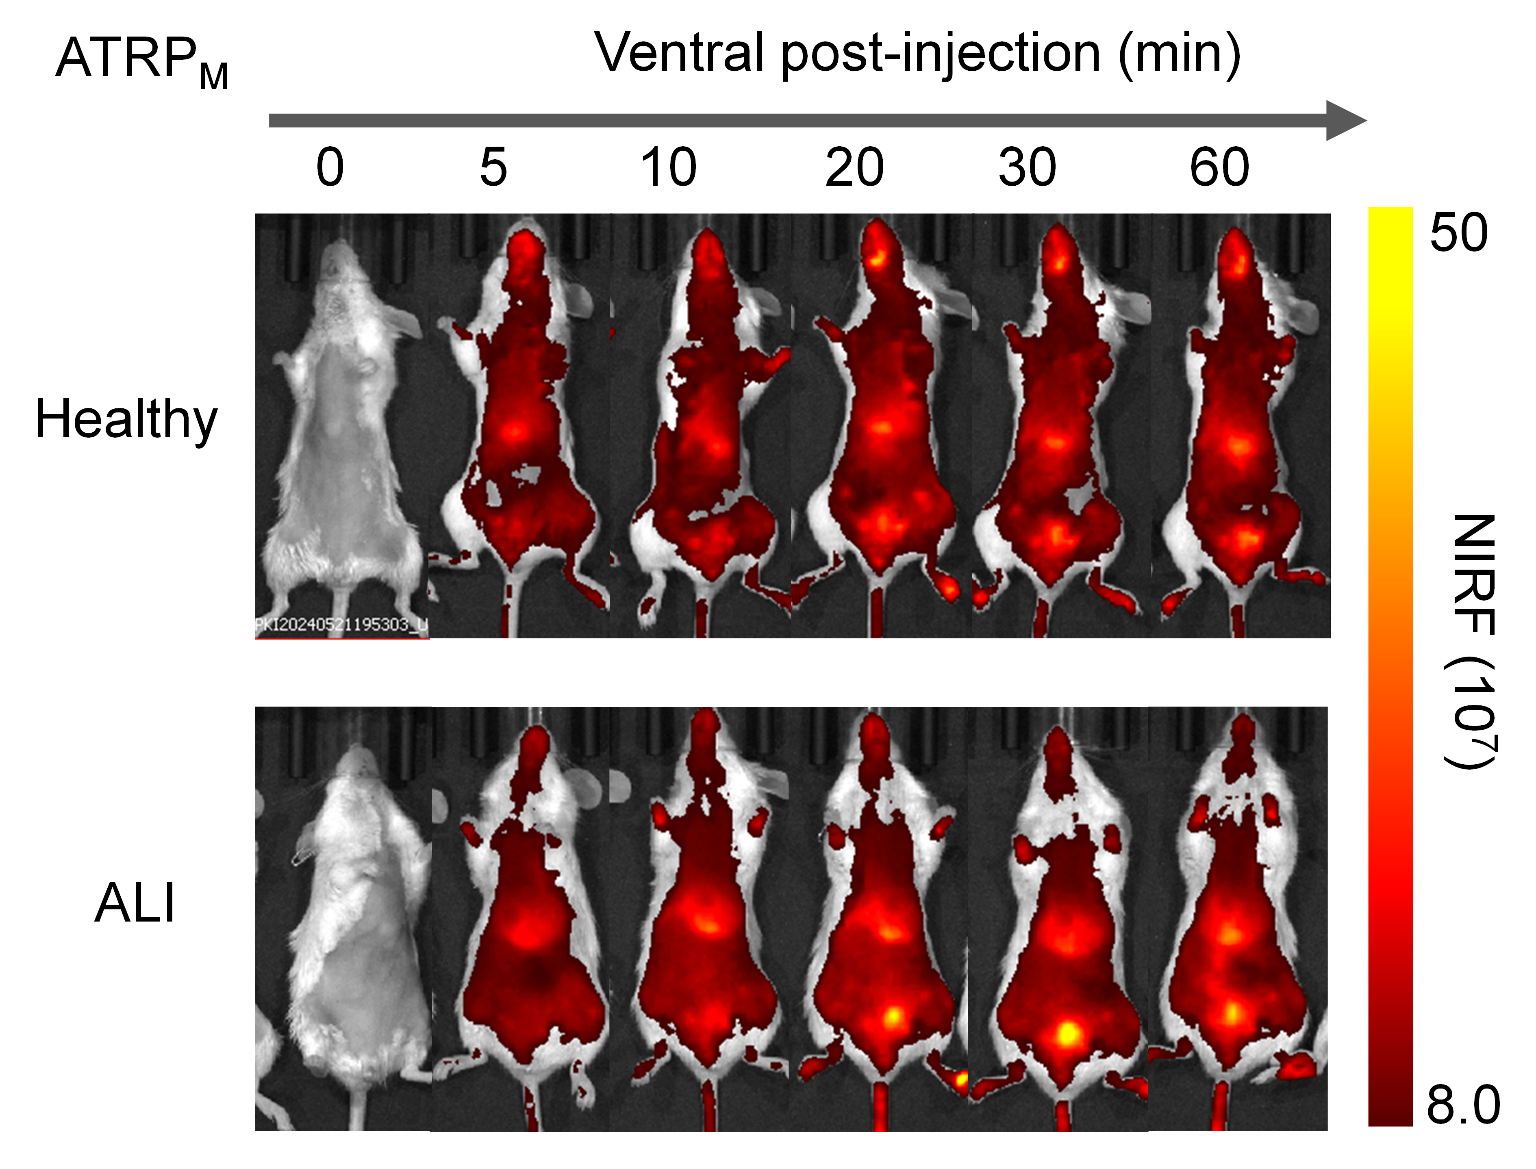 ATRPM
Ventral post-injection (min)
0 5 10 20 30 60
50
Healthy
PKI20240521195303_U
NIRF (10⁷)
ALI
8.0